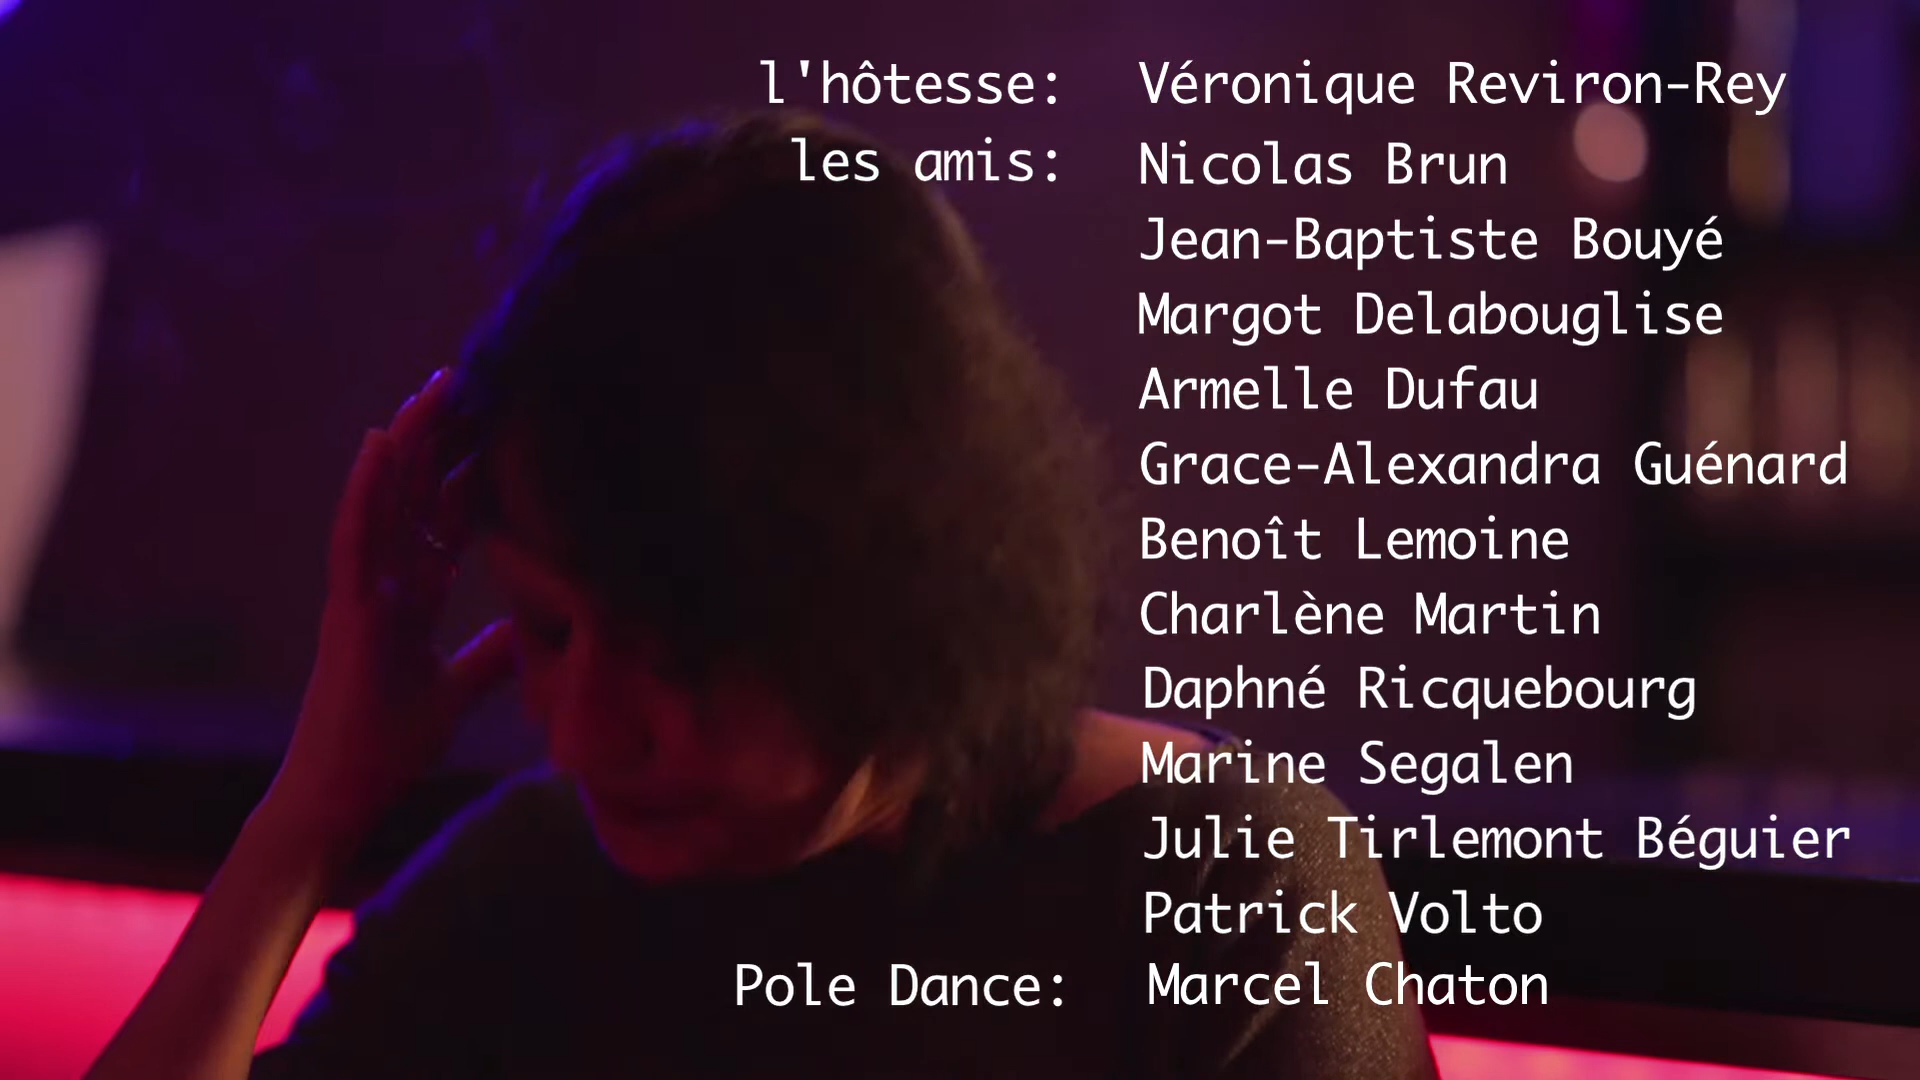 l'hôtesse: Véronique Reviron-Rey
les amis: Nicolas Brun
Jean-Baptiste Bouyé
Margot Delabouglise
Armelle Dufau
Grace-Alexandra Guénard
Benoît Lemoine
Charlène Martin
Daphné Ricquebourg
Marine Segalen
Julie Tirlemont Béguier
Patrick Volto
Pole Dance: Marcel Chaton